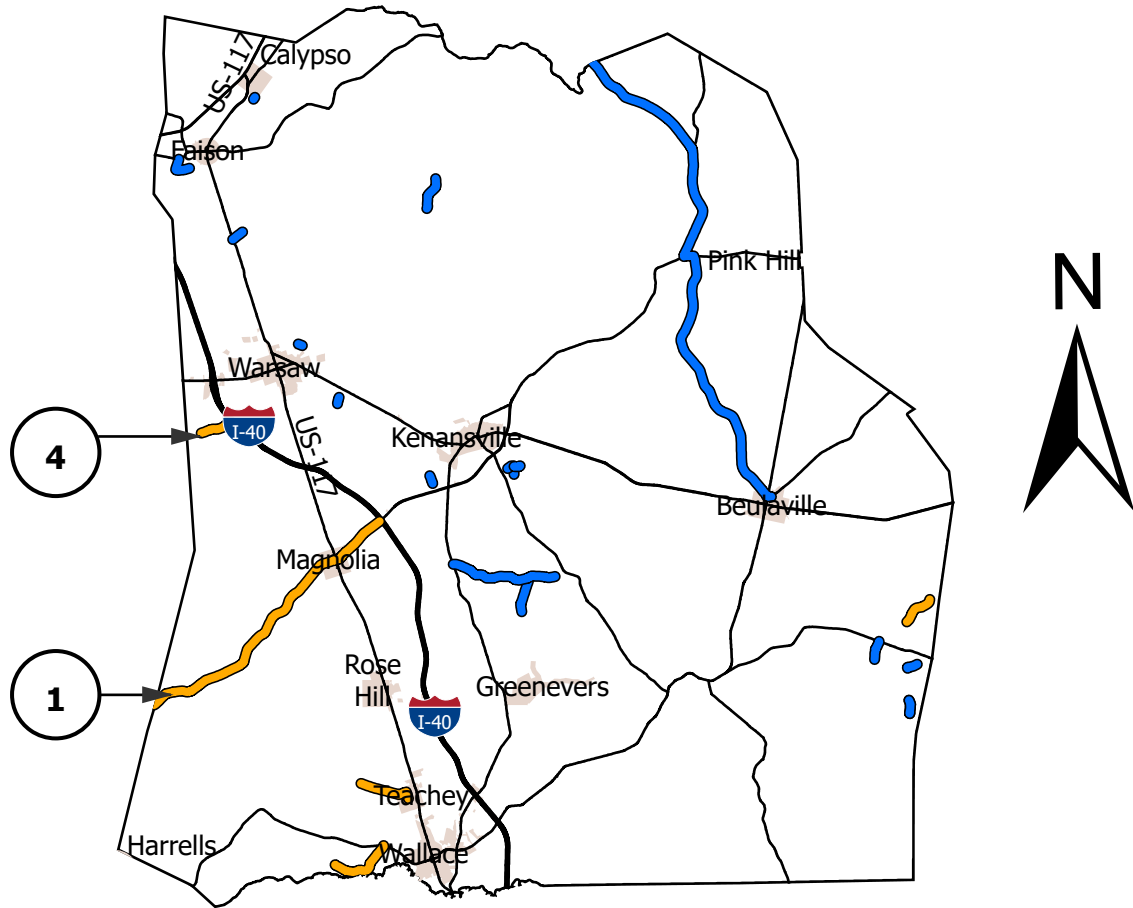 Calypso
US-117
Faison
N
Pink Hill
Warsaw
4
I-40
US-117
Kenansville
Beulaville
Magnolia
1
Rose
Hill
Greenevers
I-40
Teachey
Harrells
Wallace